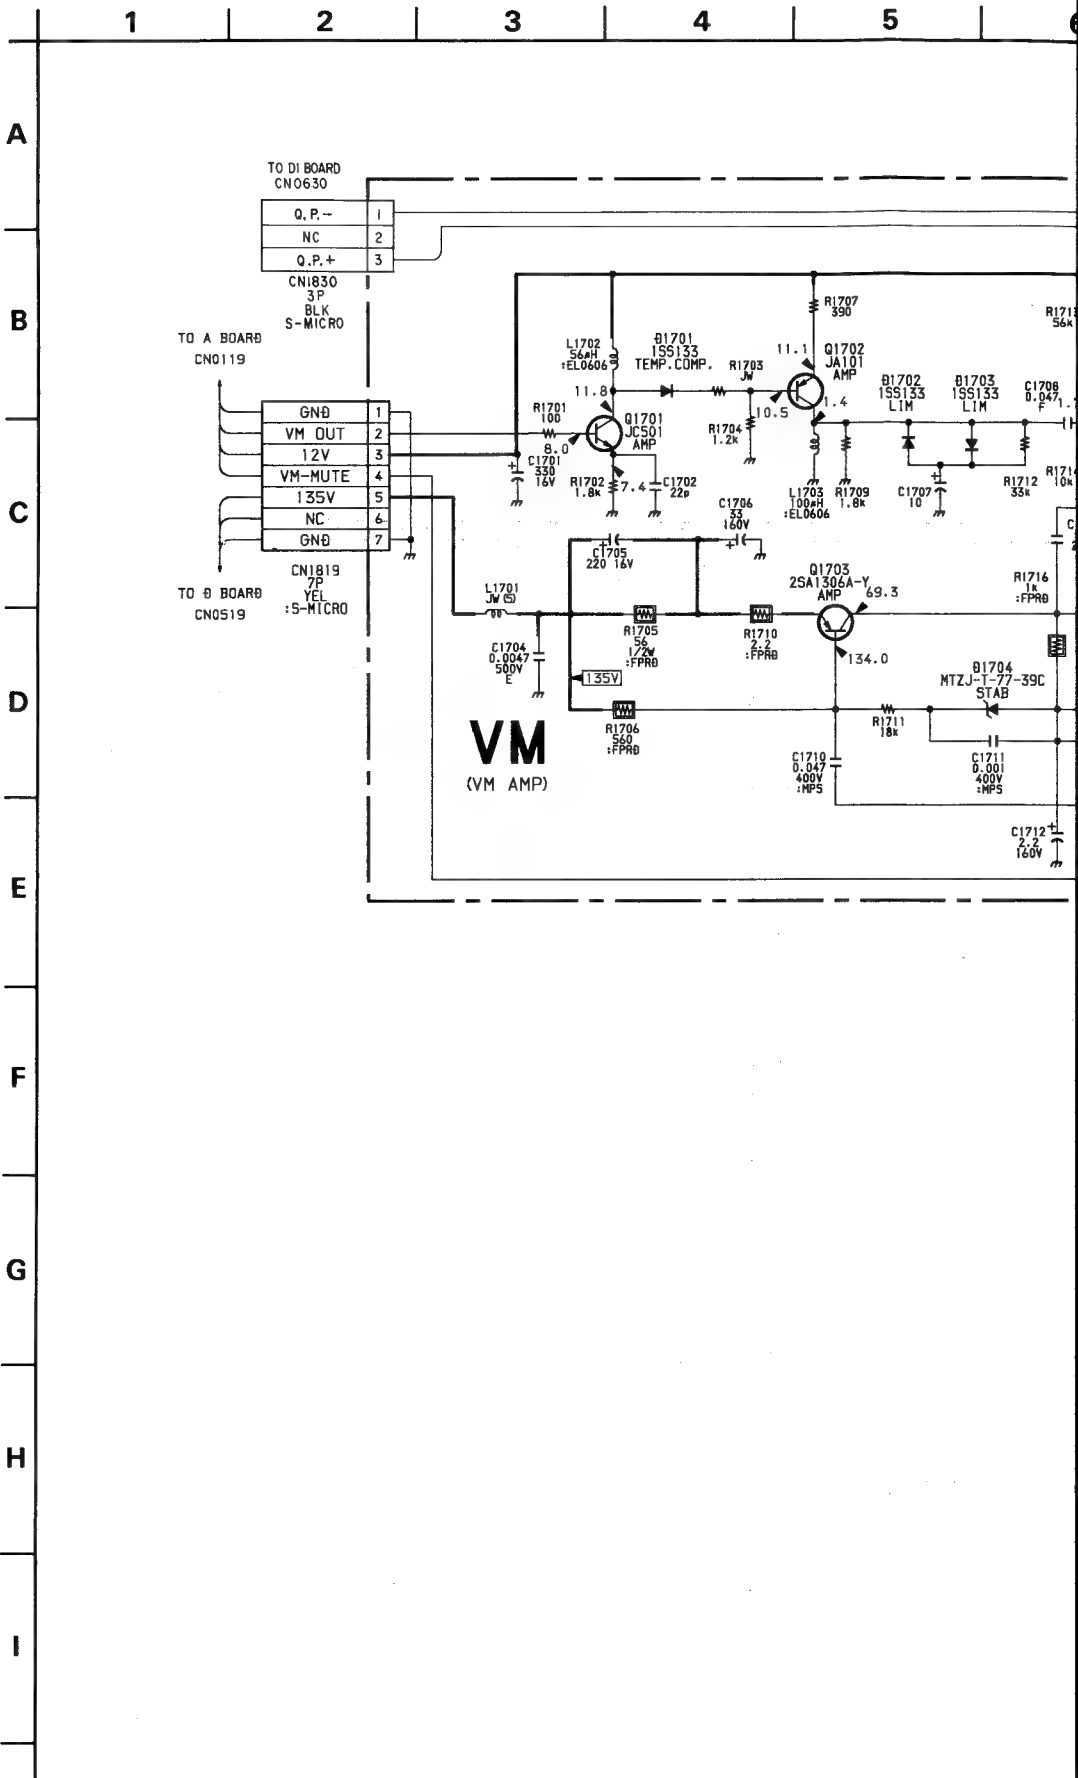 1 2 3 4 5
A
B
C
D
E
F
G
H
I
TO DI BOARD
CN0630
Q.P.- 1
NC 2
Q.P.+ 3
CN1830
3P
BLK
S-MICRO
TO A BOARD
CN0119
GND 1
VM OUT 2
12V 3
VM-MUTE 4
135V 5
NC 6
GND 7
TO D BOARD
CN0519
CN1819
7P
YEL
:S-MICRO
L1702
56μH
:EL0606
D1701
1SS133
TEMP.COMP.
R1703
JW
R1707
390
11.1
Q1702
JA101
AMP
1.4
10.5
11.8
R1701
100
8.0
Q1701
JC501
AMP
R1704
1.2k
C1701
330
16V
R1702
1.8k
7.4
C1702
22p
D1702
1SS133
LIM
D1703
1SS133
LIM
C1708
0.047
F
R1712
33k
C1707
10
L1703
100μH
:EL0606
R1709
1.8k
56k
10k
C1706
33
160V
C1705
220 16V
L1701
JW(5)
C1704
0.0047
500V
E
R1705
56
1/2W
:FPRD
R1710
2.2
:FPRD
Q1703
2SA1306A-Y
AMP
69.3
134.0
R1716
1k
:FPRD
135V
R1706
560
:FPRD
D1704
MTZJ-T-77-39C
STAB
R1711
18k
C1710
0.047
400V
:MPS
C1711
0.001
400V
:MPS
C1712
2.2
160V
VM
(VM AMP)